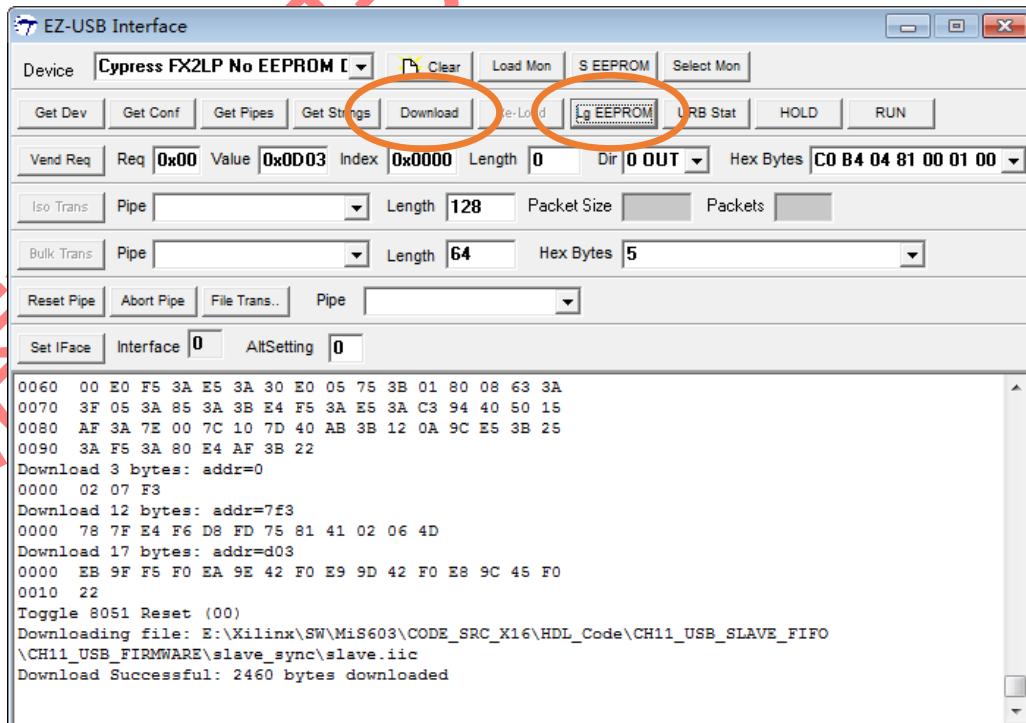 EZ-USB Interface
Device Cypress FX2LP No EEPROM D Clear Load Mon S EEPROM Select Mon
Get Dev Get Conf Get Pipes Get Strings Download Re-Load Lg EEPROM URB Stat HOLD RUN
Vend Req Req 0x00 Value 0x0D03 Index 0x0000 Length 0 Dir 0 OUT Hex Bytes C0 B4 04 81 00 01 00
Iso Trans Pipe Length 128 Packet Size Packets
Bulk Trans Pipe Length 64 Hex Bytes 5
Reset Pipe Abort Pipe File Trans.. Pipe
Set IFace Interface 0 AltSetting 0
0060 00 E0 F5 3A E5 3A 30 E0 05 75 3B 01 80 08 63 3A
0070 3F 05 3A 85 3A 3B E4 F5 3A E5 3A C3 94 40 50 15
0080 AF 3A 7E 00 7C 10 7D 40 AB 3B 12 0A 9C E5 3B 25
0090 3A F5 3A 80 E4 AF 3B 22
Download 3 bytes: addr=0
0000 02 07 F3
Download 12 bytes: addr=7f3
0000 78 7F E4 F6 D8 FD 75 81 41 02 06 4D
Download 17 bytes: addr=d03
0000 EB 9F F5 F0 EA 9E 42 F0 E9 9D 42 F0 E8 9C 45 F0
0010 22
Toggle 8051 Reset (00)
Downloading file: E:\Xilinx\SW\MiS603\CODE_SRC_X16\HDL_Code\CH11_USB_SLAVE_FIFO
\CH11_USB_FIRMWARE\slave_sync\slave.iic
Download Successful: 2460 bytes downloaded